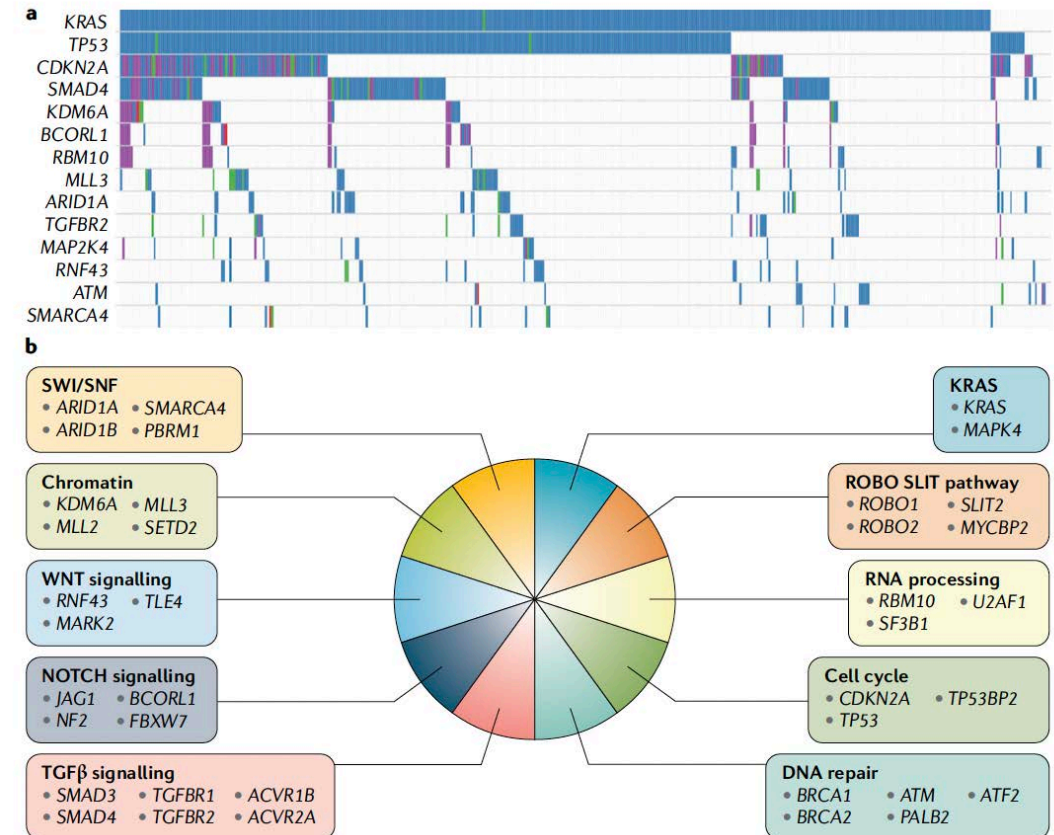 a
KRAS
TP53
CDKN2A
SMAD4
KDM6A
BCORL1
RBM10
MLL3
ARID1A
TGFBR2
MAP2K4
RNF43
ATM
SMARCA4
b
SWI/SNF
• ARID1A • SMARCA4
• ARID1B • PBRM1
Chromatin
• KDM6A • MLL3
• MLL2 • SETD2
WNT signalling
• RNF43 • TLE4
• MARK2
NOTCH signalling
• JAG1 • BCORL1
• NF2 • FBXW7
TGFβ signalling
• SMAD3 • TGFBR1 • ACVR1B
• SMAD4 • TGFBR2 • ACVR2A
KRAS
• KRAS
• MAPK4
ROBO SLIT pathway
• ROBO1 • SLIT2
• ROBO2 • MYCBP2
RNA processing
• RBM10 • U2AF1
• SF3B1
Cell cycle
• CDKN2A • TP53BP2
• TP53
DNA repair
• BRCA1 • ATM • ATF2
• BRCA2 • PALB2